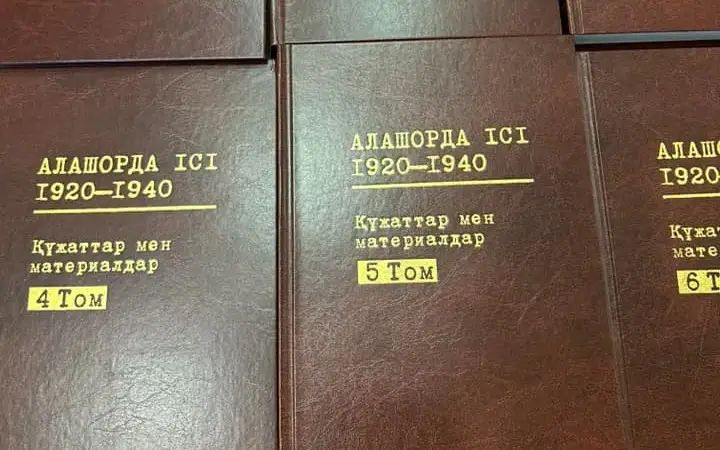 АЛАШОРДА ІСІ
1920—1940
Құжаттар мен
материалдар
4 Том
АЛАШОРДА ІСІ
1920—1940
Құжаттар мен
материалдар
5 Том